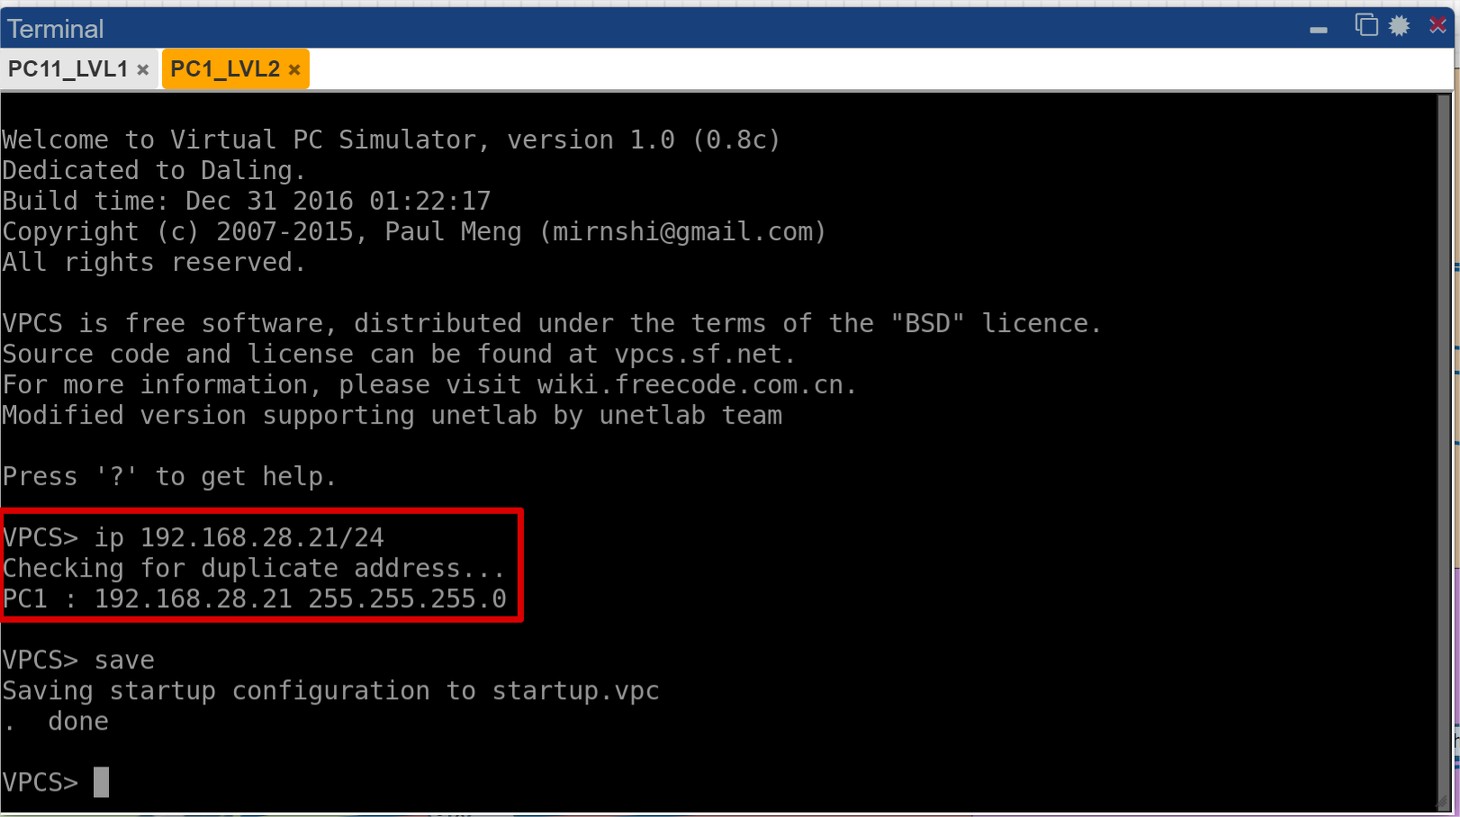 Terminal
PC11_LVL1 × PC1_LVL2 ×
Welcome to Virtual PC Simulator, version 1.0 (0.8c)
Dedicated to Daling.
Build time: Dec 31 2016 01:22:17
Copyright (c) 2007-2015, Paul Meng (mirnshi@gmail.com)
All rights reserved.
VPCS is free software, distributed under the terms of the "BSD" licence.
Source code and license can be found at vpcs.sf.net.
For more information, please visit wiki.freecode.com.cn.
Modified version supporting unetlab by unetlab team
Press '?' to get help.
VPCS> ip 192.168.28.21/24
Checking for duplicate address...
PC1 : 192.168.28.21 255.255.255.0
VPCS> save
Saving startup configuration to startup.vpc
.  done
VPCS>